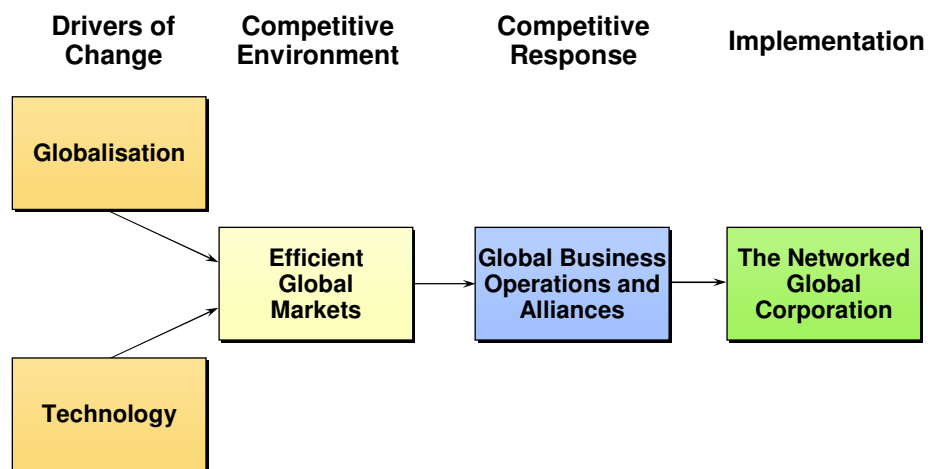 Drivers of
Change
Competitive
Environment
Competitive
Response
Implementation
Globalisation
Efficient
Global
Markets
Global Business
Operations and
Alliances
The Networked
Global
Corporation
Technology